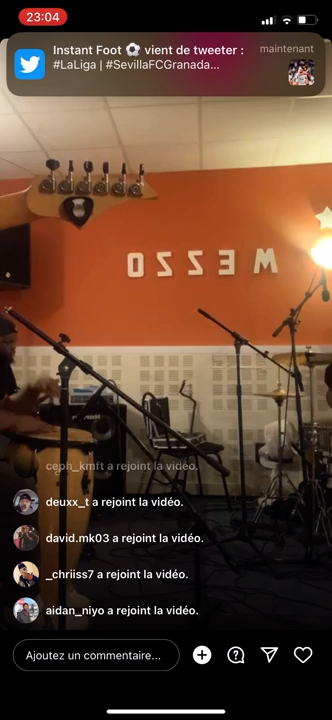 23:04
Instant Foot ⚽ vient de tweeter :
maintenant
#LaLiga | #SevillaFCGranada...
MEZZO
ceph_kmft a rejoint la vidéo.
deuxx_t a rejoint la vidéo.
david.mk03 a rejoint la vidéo.
_chriiss7 a rejoint la vidéo.
aidan_niyo a rejoint la vidéo.
Ajoutez un commentaire...